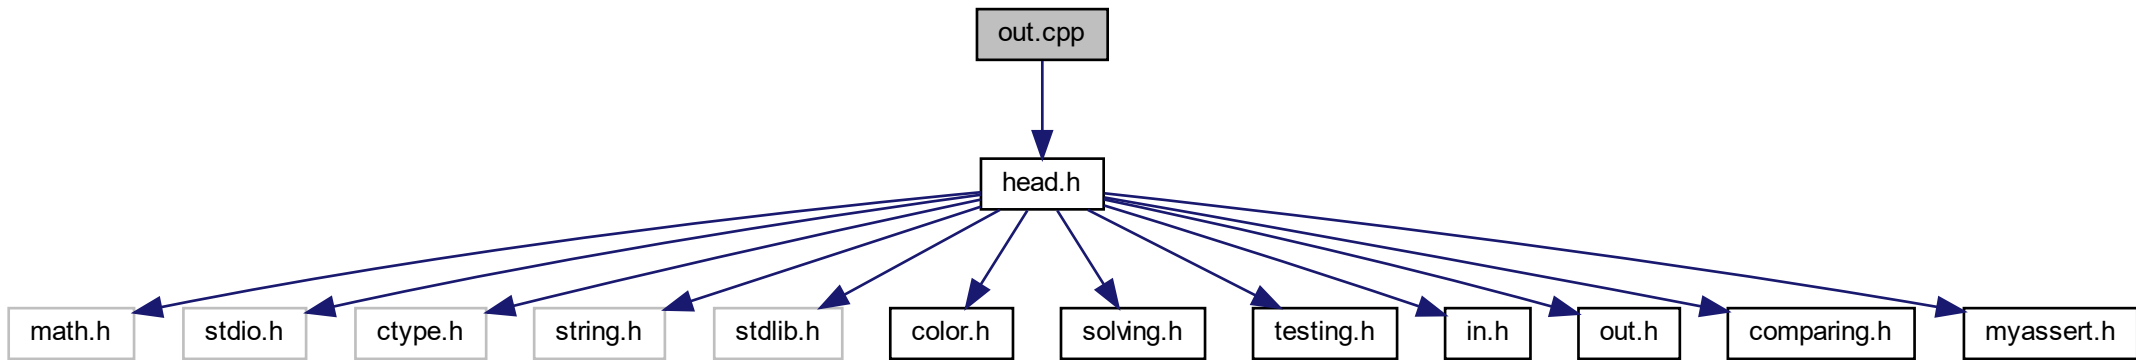 out.cpp
head.h
math.h
stdio.h
ctype.h
string.h
stdlib.h
color.h
solving.h
testing.h
in.h
out.h
comparing.h
myassert.h